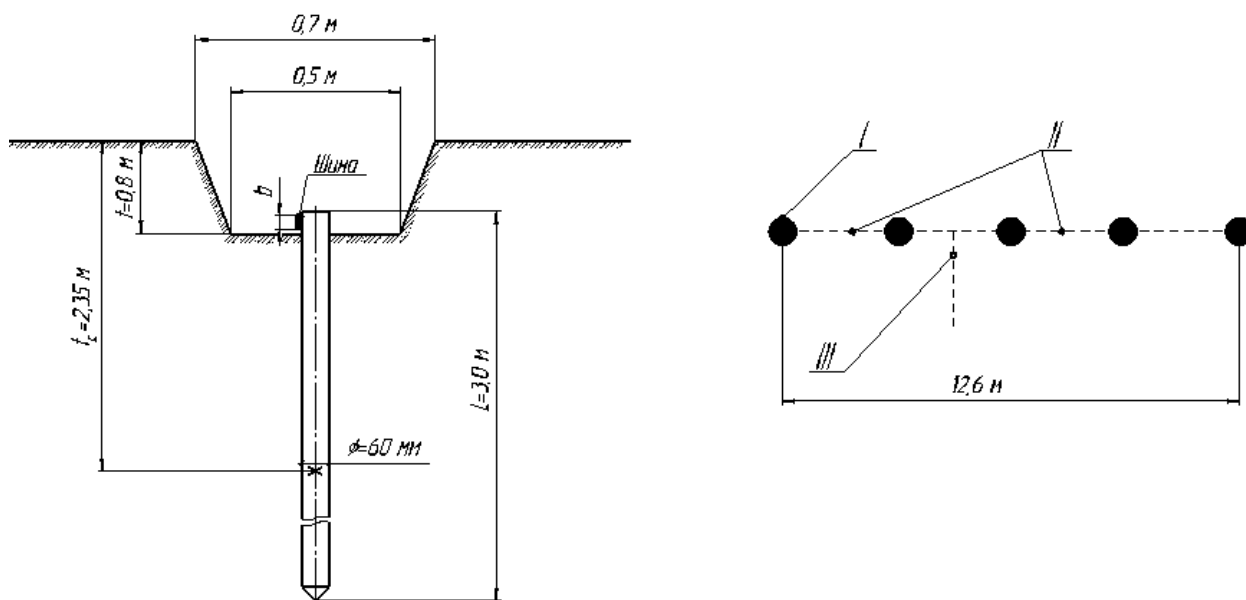 0,7 м
0,5 м
Шина
b
t=0,8 м
t₁=2,35 м
L=3,0 м
ϕ=60 мм
I
II
III
12,6 м